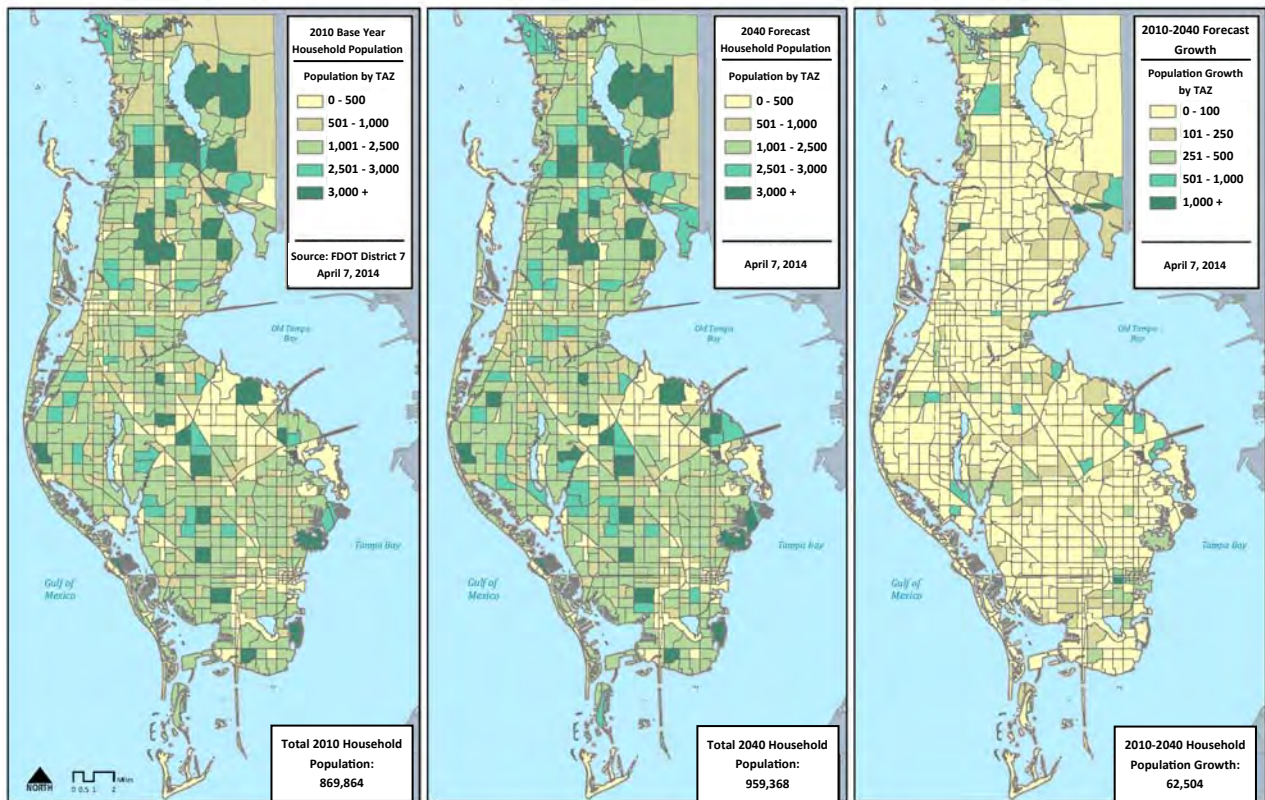 2010 Base Year
Household Population
Population by TAZ
0 - 500
501 - 1,000
1,001 - 2,500
2,501 - 3,000
3,000 +
Source: FDOT District 7
April 7, 2014
Old Tampa
Bay
Tampa Bay
Gulf of
Mexico
NORTH
0 0.5 1 2
Miles
Total 2010 Household
Population:
869,864
2040 Forecast
Household Population
Population by TAZ
0 - 500
501 - 1,000
1,001 - 2,500
2,501 - 3,000
3,000 +
April 7, 2014
Old Tampa
Bay
Tampa Bay
Gulf of
Mexico
Total 2040 Household
Population:
959,368
2010-2040 Forecast
Growth
Population Growth
by TAZ
0 - 100
101 - 250
251 - 500
501 - 1,000
1,000 +
April 7, 2014
Old Tampa
Bay
Tampa Bay
Gulf of
Mexico
2010-2040 Household
Population Growth:
62,504